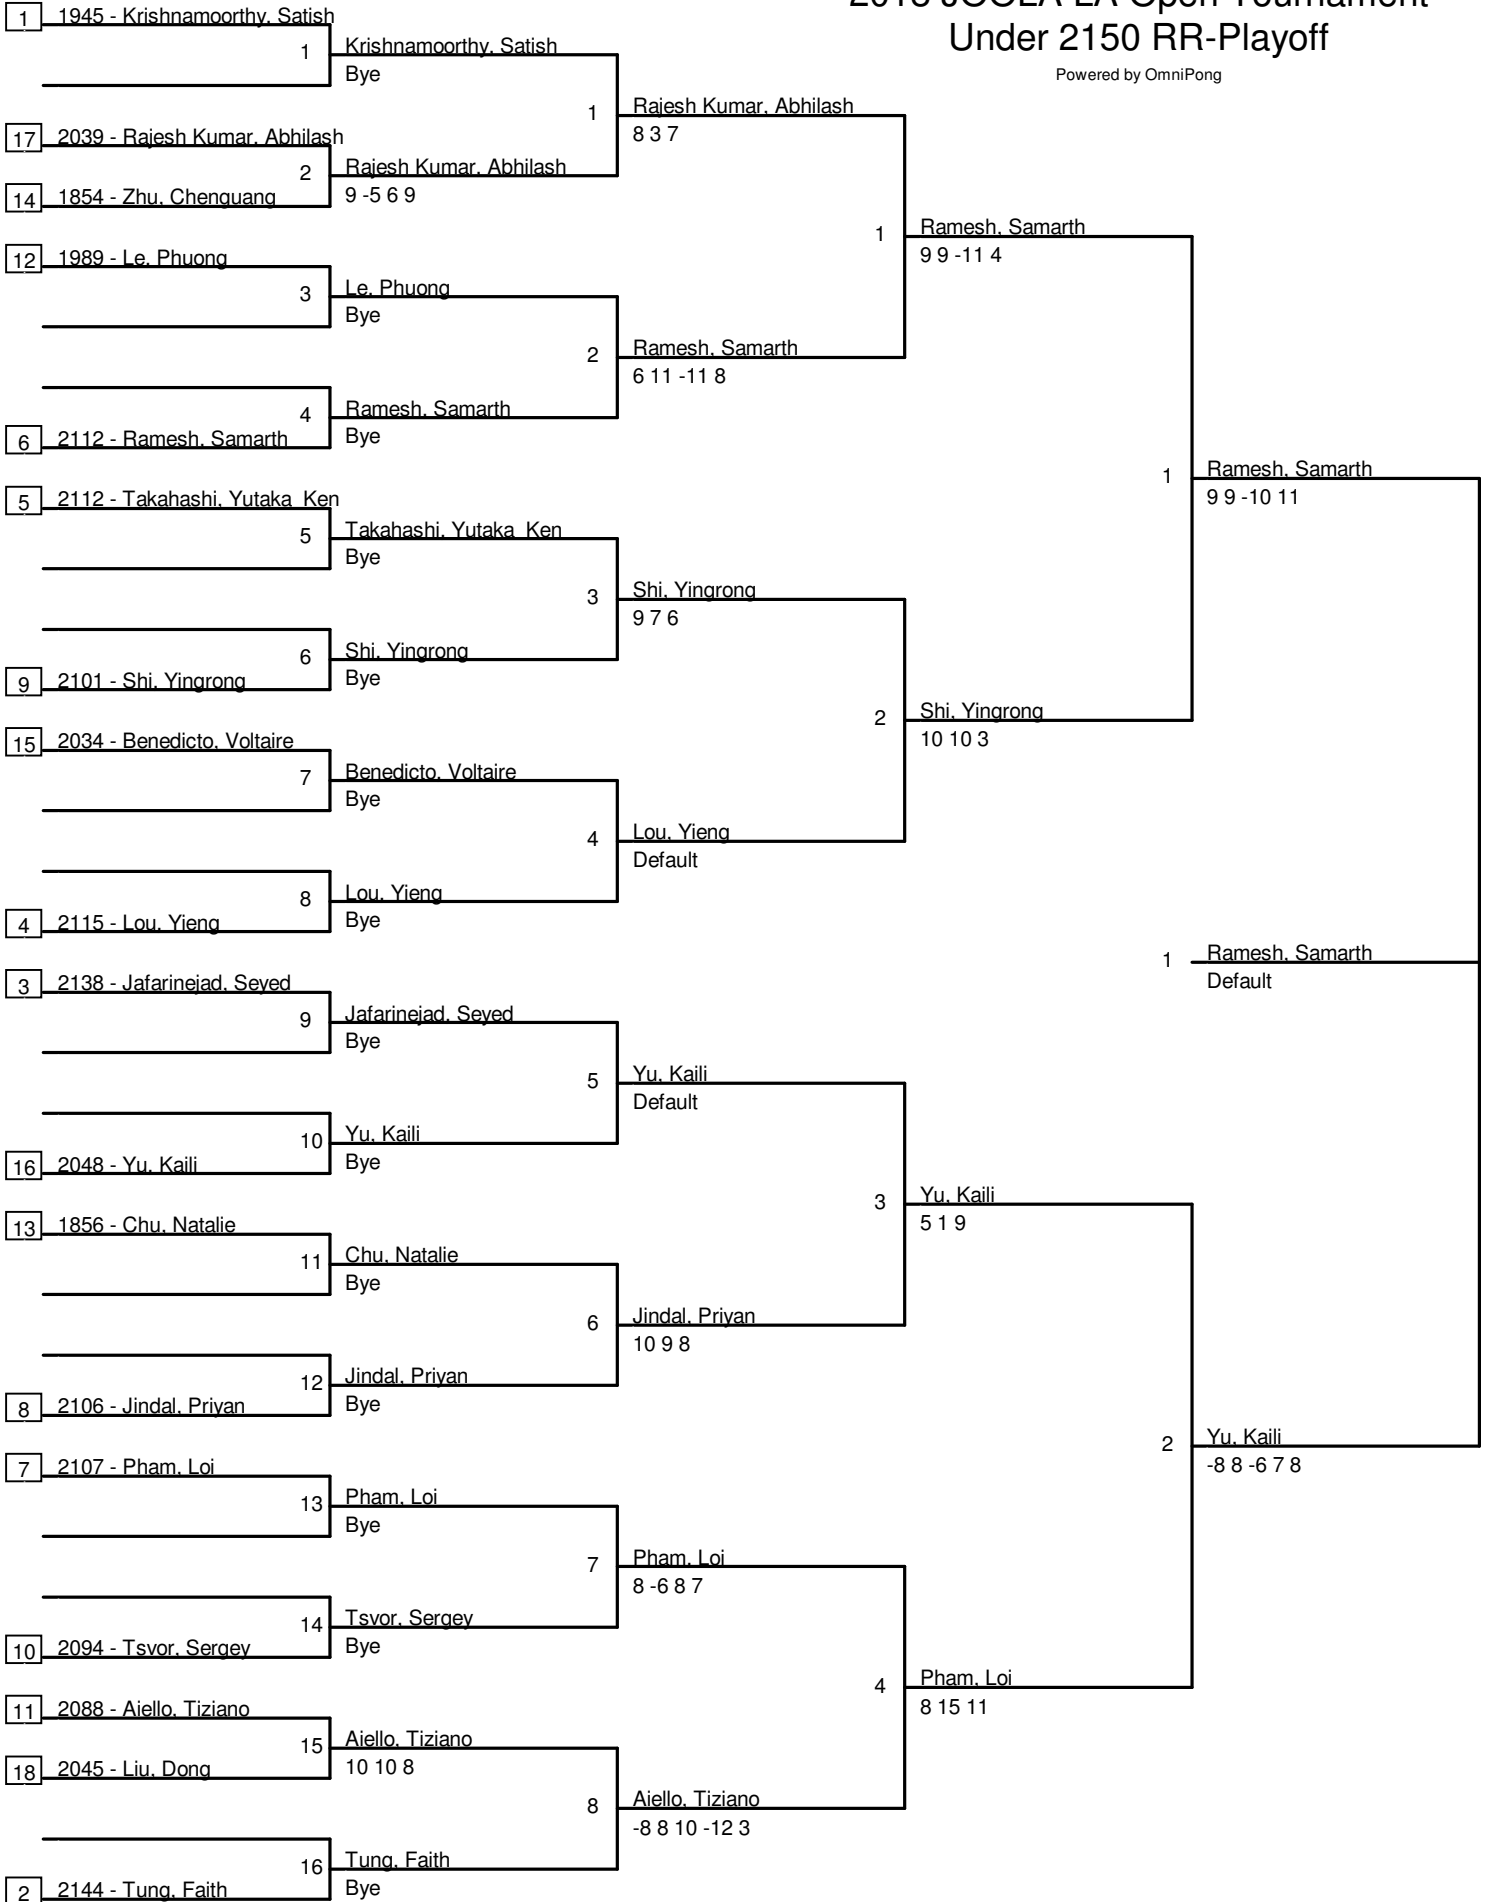 2018 JOOLA LA Open Tournament
Under 2150 RR-Playoff
Powered by OmniPong
1 1945 - Krishnamoorthy, Satish
1 Krishnamoorthy, Satish
Bye
1 Rajesh Kumar, Abhilash
8 3 7
17 2039 - Rajesh Kumar, Abhilash
2 Rajesh Kumar, Abhilash
9 -5 6 9
14 1854 - Zhu, Chenguang
1 Ramesh, Samarth
9 9 -11 4
12 1989 - Le, Phuong
3 Le, Phuong
Bye
2 Ramesh, Samarth
6 11 -11 8
4 Ramesh, Samarth
Bye
6 2112 - Ramesh, Samarth
1 Ramesh, Samarth
9 9 -10 11
5 2112 - Takahashi, Yutaka Ken
5 Takahashi, Yutaka Ken
Bye
3 Shi, Yingrong
9 7 6
6 Shi, Yingrong
Bye
9 2101 - Shi, Yingrong
2 Shi, Yingrong
10 10 3
15 2034 - Benedicto, Voltaire
7 Benedicto, Voltaire
Bye
4 Lou, Yieng
Default
8 Lou, Yieng
Bye
4 2115 - Lou, Yieng
1 Ramesh, Samarth
Default
3 2138 - Jafarinejad, Seyed
9 Jafarinejad, Seyed
Bye
5 Yu, Kaili
Default
10 Yu, Kaili
Bye
16 2048 - Yu, Kaili
3 Yu, Kaili
5 1 9
13 1856 - Chu, Natalie
11 Chu, Natalie
Bye
6 Jindal, Priyan
10 9 8
12 Jindal, Priyan
Bye
8 2106 - Jindal, Priyan
2 Yu, Kaili
-8 8 -6 7 8
7 2107 - Pham, Loi
13 Pham, Loi
Bye
7 Pham, Loi
8 -6 8 7
14 Tsvor, Sergey
Bye
10 2094 - Tsvor, Sergey
4 Pham, Loi
8 15 11
11 2088 - Aiello, Tiziano
15 Aiello, Tiziano
10 10 8
18 2045 - Liu, Dong
8 Aiello, Tiziano
-8 8 10 -12 3
16 Tung, Faith
Bye
2 2144 - Tung, Faith